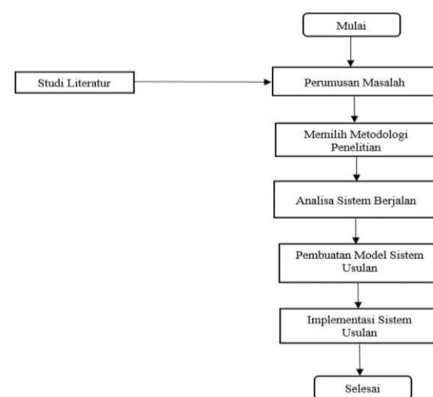 Mulai
Studi Literatur
Perumusan Masalah
Memilih Metodologi
Penelitian
Analisa Sistem Berjalan
Pembuatan Model Sistem
Usulan
Implementasi Sistem
Usulan
Selesai